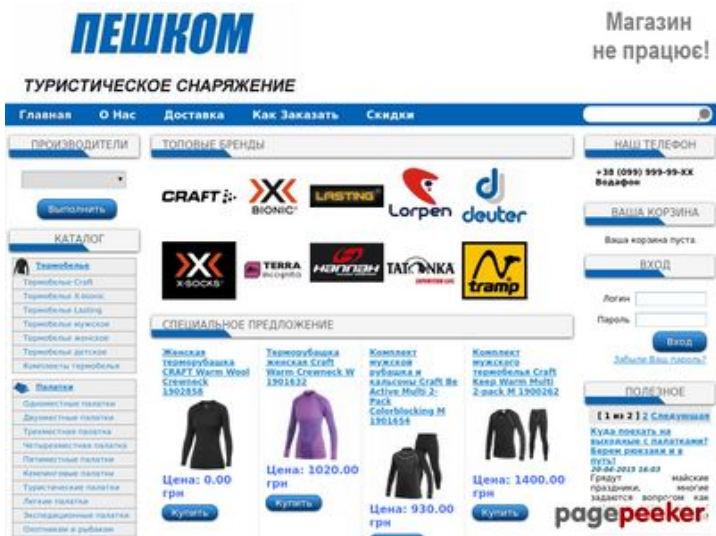 ПЕШКОМ
ТУРИСТИЧЕСКОЕ СНАРЯЖЕНИЕ
Магазин
не працює!
Главная О Нас Доставка Как Заказать Скидки
ПРОИЗВОДИТЕЛИ
Выполнить
КАТАЛОГ
Термобелье
Термобелье Craft
Термобелье X-bionic
Термобелье Lasting
Термобелье мужское
Термобелье женское
Термобелье детское
Комплекты термобелья
Палатки
Одноместные палатки
Двухместные палатки
Трехместная палатка
Четырехместная палатка
Пятиместные палатки
Кемпинговые палатки
Туристические палатки
Легкие палатки
Экспедиционные палатки
Охотникам и рыбакам
ТОПОВЫЕ БРЕНДЫ
CRAFT
BIONIC
LASTING
Lorpen
deuter
X-SOCKS
TERRA
incognita
HANNAH
TATONKA
EXPEDITION LIFE
tramp
СПЕЦИАЛЬНОЕ ПРЕДЛОЖЕНИЕ
Женская
терморубашка
CRAFT Warm Wool
Crewneck
1902858
Цена: 0.00
грн
Купить
Терморубашка
женская Craft
Warm Crewneck W
1901632
Цена: 1020.00
грн
Купить
Комплект
мужской
рубашка и
кальсоны Craft Be
Active Multi 2-
Pack
Colorblocking M
1901654
Цена: 930.00
грн
Комплект
мужского
термобелья Craft
Keep Warm Multi
2-pack M 1900262
Цена: 1400.00
грн
Купить
НАШ ТЕЛЕФОН
+38 (099) 999-99-XX
Водафон
ВАША КОРЗИНА
Ваша корзина пуста
ВХОД
Логин
Пароль
Вход
Забыли Ваш пароль?
ПОЛЕЗНОЕ
[ 1 из 2 ] 2 Следующая
Куда поехать на
выходные с палатками?
Берем рюкзаки и в
путь!
20-04-2015 16:03
Грядут майские
праздники, многие
задаются вопросом как
pagepeeker